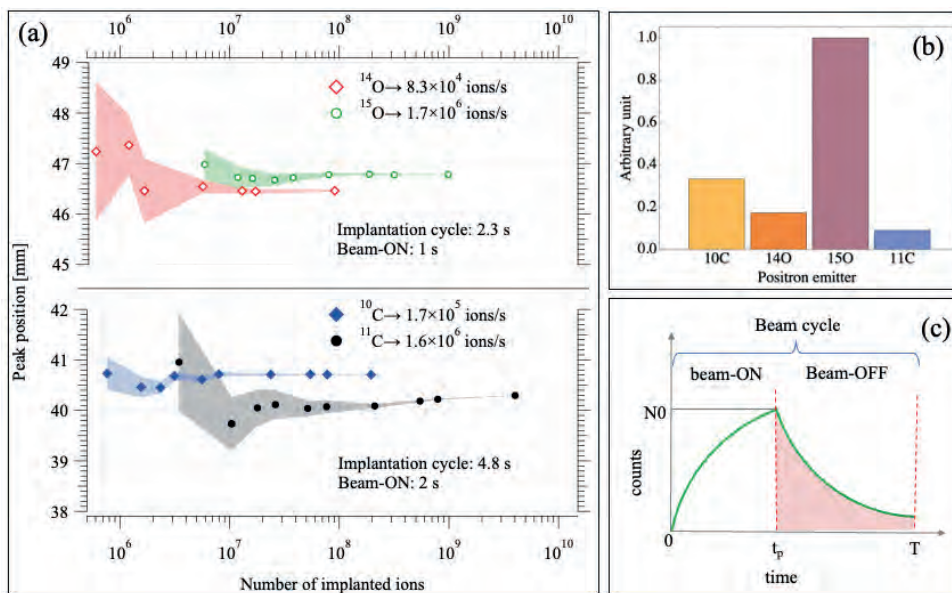 (a)
10^6 10^7 10^8 10^9 10^10
49
48
47
46
45
^14O→ 8.3×10^4 ions/s
^15O→ 1.7×10^6 ions/s
Implantation cycle: 2.3 s
Beam-ON: 1 s
Peak position [mm]
42
41
40
39
38
^10C→ 1.7×10^5 ions/s
^11C→ 1.6×10^6 ions/s
Implantation cycle: 4.8 s
Beam-ON: 2 s
10^6 10^7 10^8 10^9 10^10
Number of implanted ions
(b)
Arbitrary unit
1.0
0.8
0.6
0.4
0.2
0.0
10C 14O 15O 11C
Positron emitter
(c)
Beam cycle
beam-ON Beam-OFF
N0
counts
0 t_p T
time